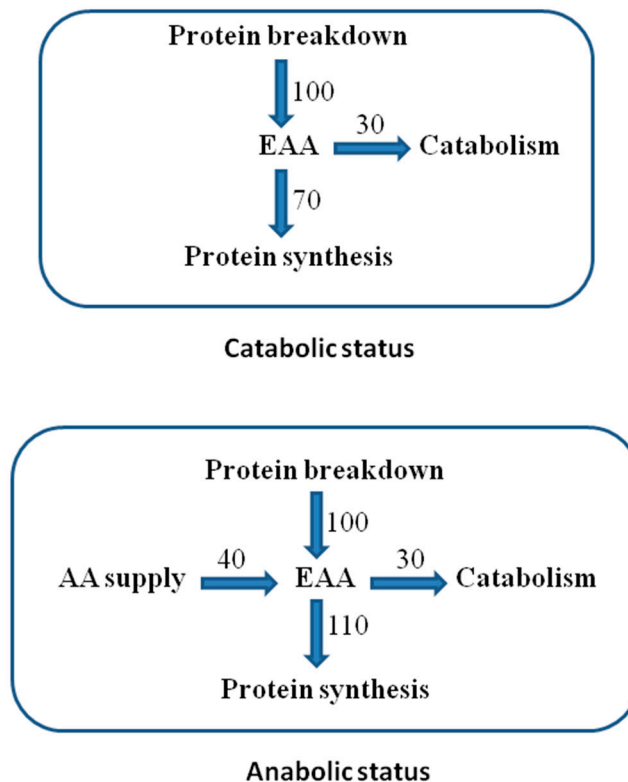 Protein breakdown
100
30
EAA
Catabolism
70
Protein synthesis
Catabolic status
Protein breakdown
100
40
30
AA supply
EAA
Catabolism
110
Protein synthesis
Anabolic status